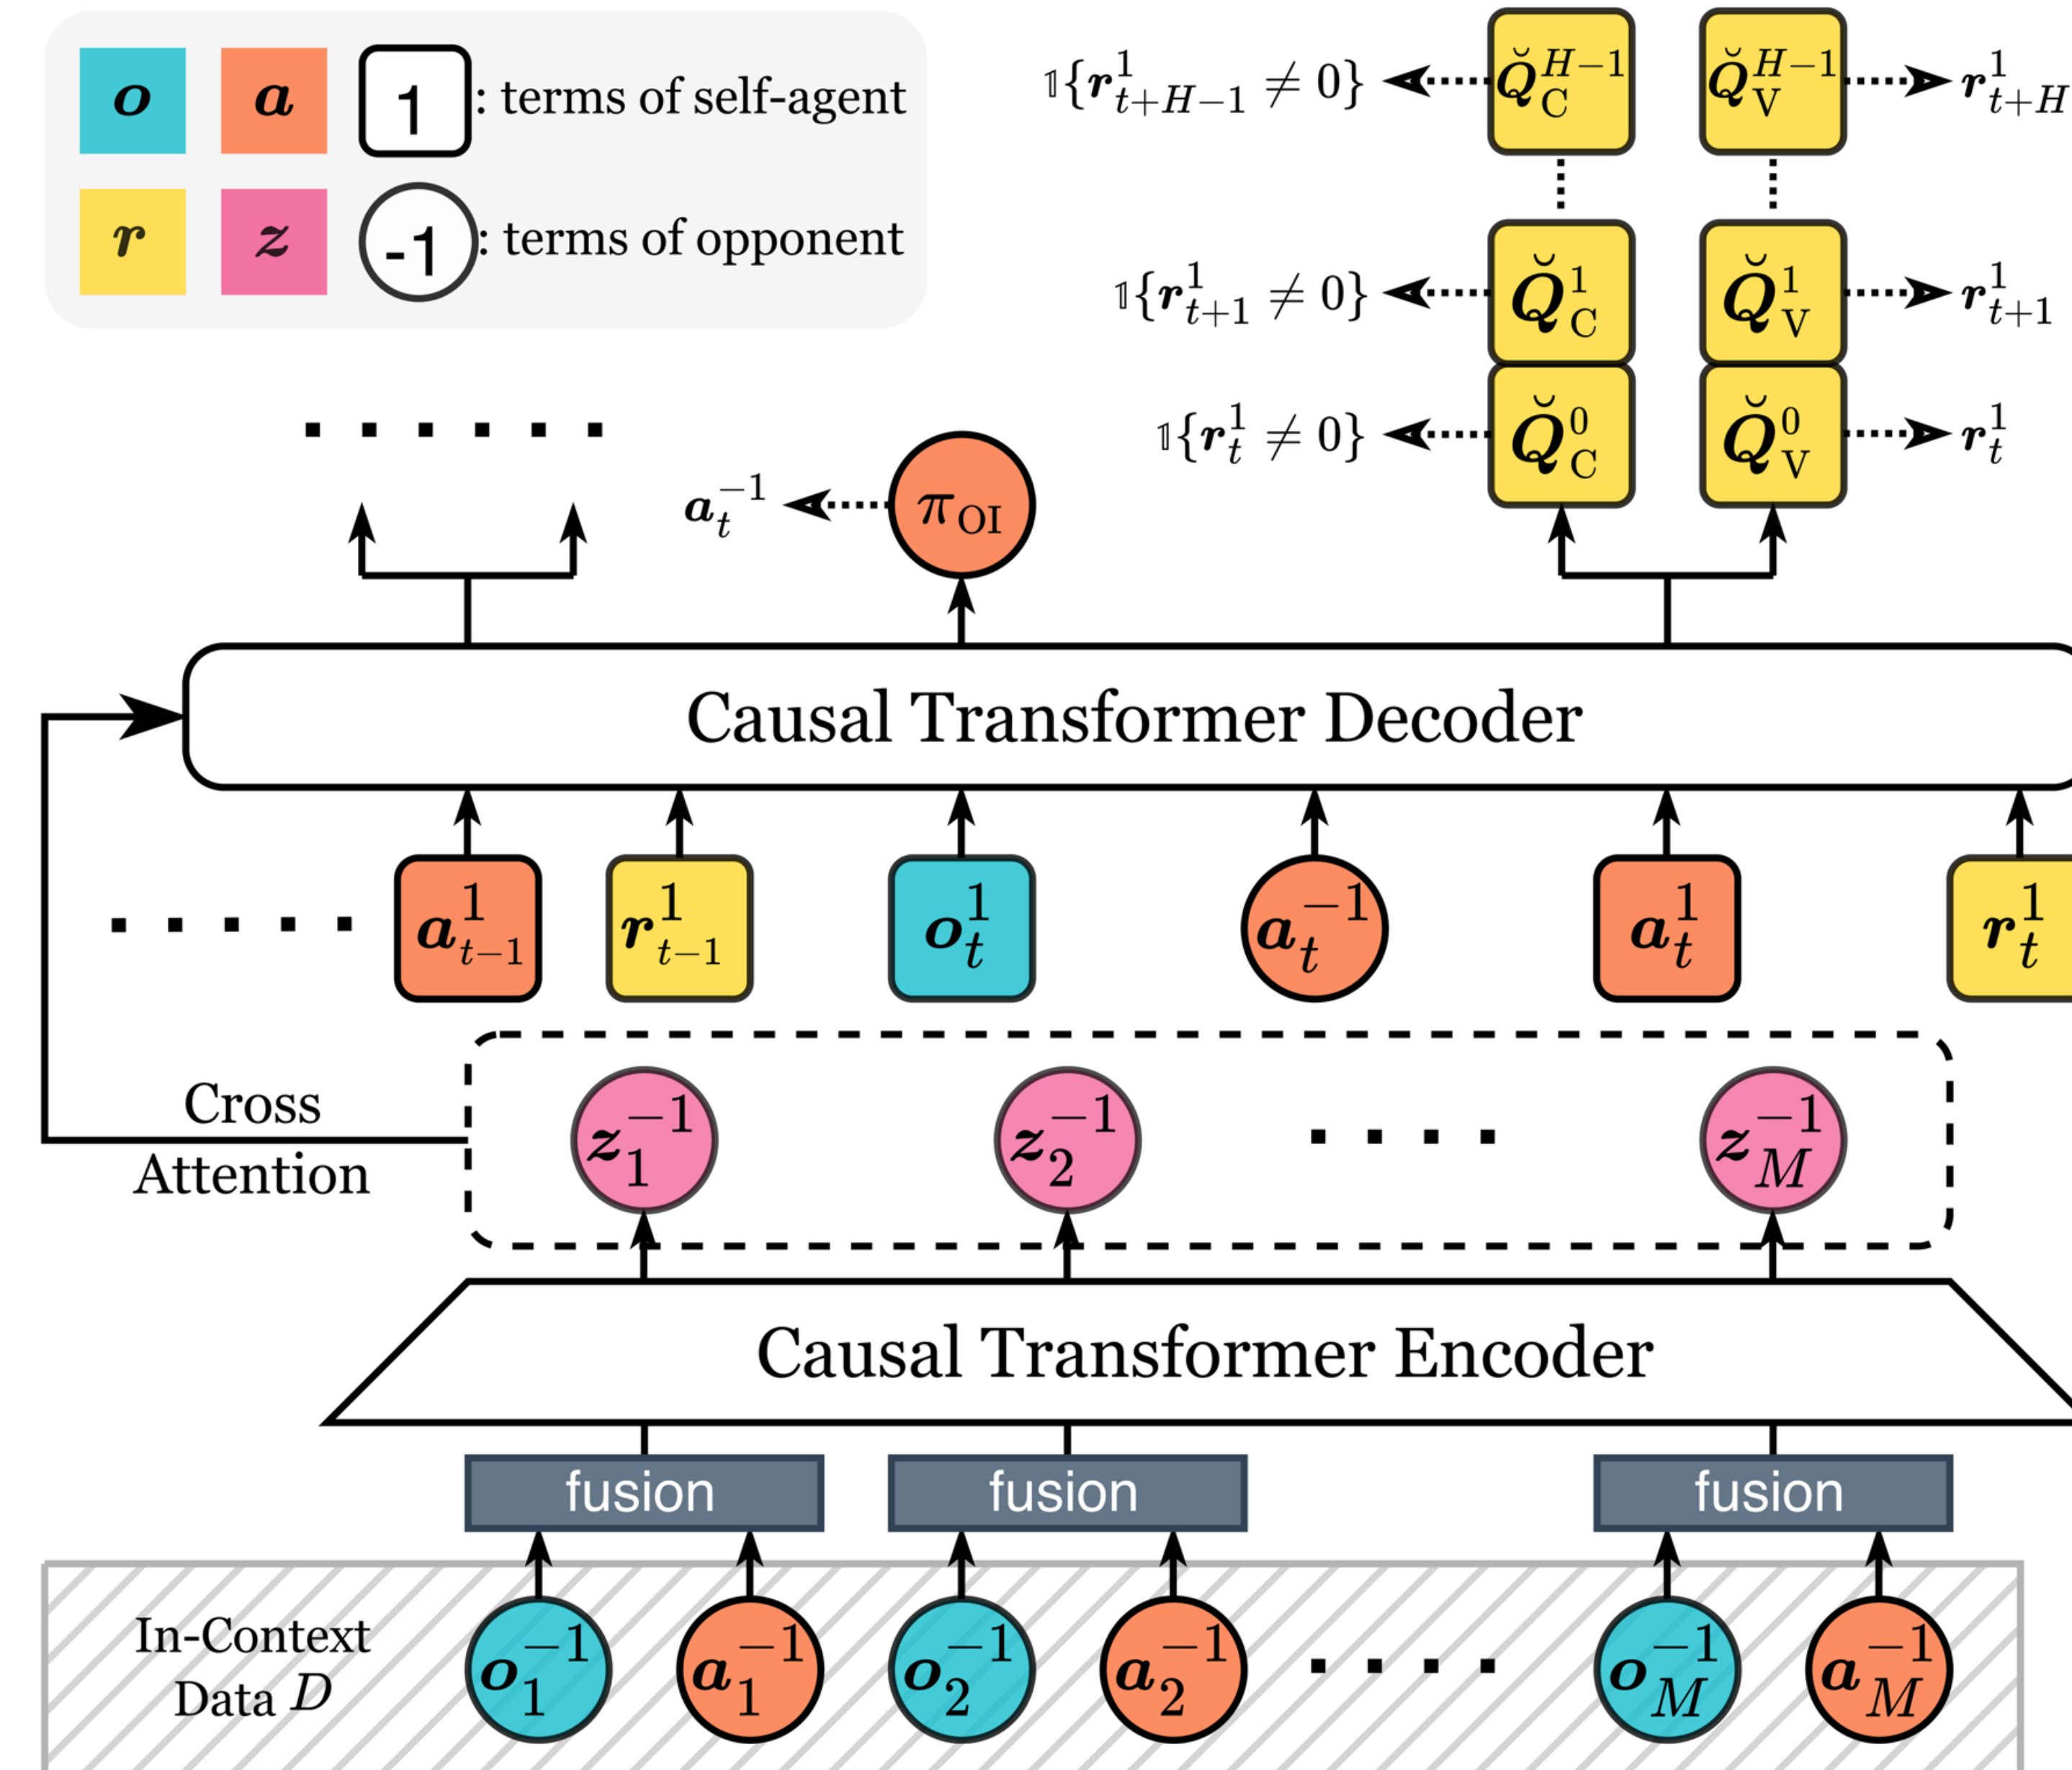 o a 1 : terms of self-agent
r z -1 : terms of opponent
𝟙{r^1_{t+H-1} ≠ 0} Q̆^{H-1}_C Q̆^{H-1}_V r^1_{t+H
𝟙{r^1_{t+1} ≠ 0} Q̆^1_C Q̆^1_V r^1_{t+1}
𝟙{r^1_t ≠ 0} Q̆^0_C Q̆^0_V r^1_t
a^{-1}_t π_{OI}
Causal Transformer Decoder
a^1_{t-1} r^1_{t-1} o^1_t a^{-1}_t a^1_t r^1_t
Cross
Attention
z^{-1}_1 z^{-1}_2 z^{-1}_M
Causal Transformer Encoder
fusion fusion fusion
In-Context
Data D
o^{-1}_1 a^{-1}_1 o^{-1}_2 a^{-1}_2 o^{-1}_M a^{-1}_M